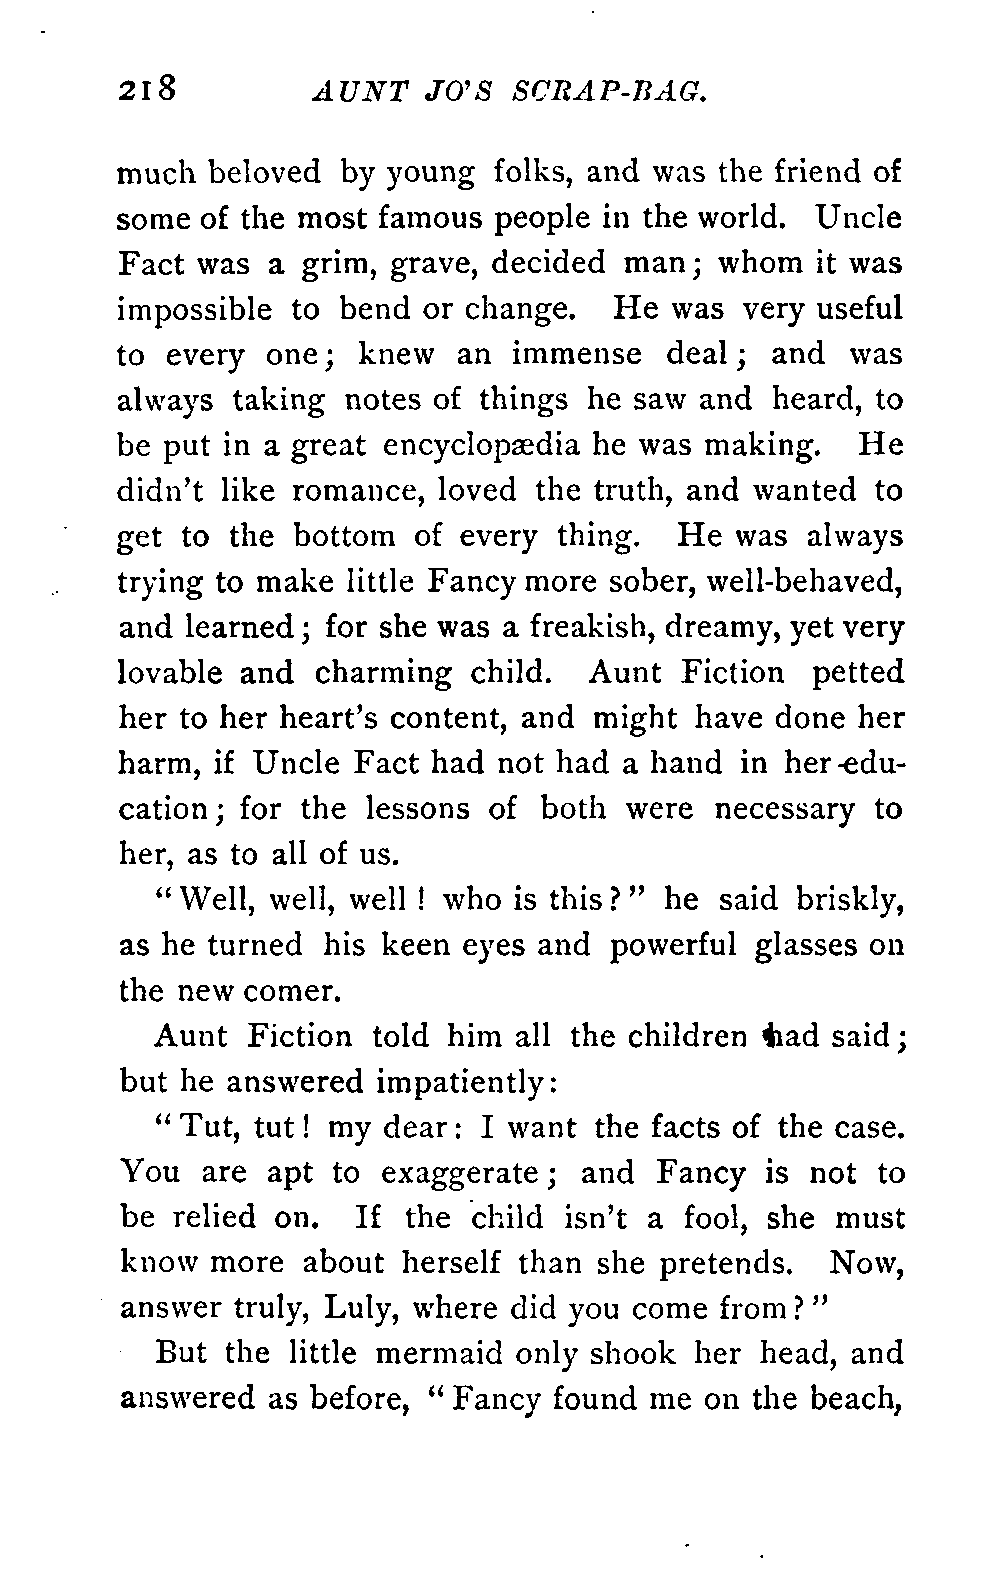 218 AUNT JO'S SCRAP-BAG.
much beloved by young folks, and was the friend of
some of the most famous people in the world. Uncle
Fact was a grim, grave, decided man; whom it was
impossible to bend or change. He was very useful
to every one; knew an immense deal; and was
always taking notes of things he saw and heard, to
be put in a great encyclopædia he was making. He
didn't like romance, loved the truth, and wanted to
get to the bottom of every thing. He was always
trying to make little Fancy more sober, well-behaved,
and learned; for she was a freakish, dreamy, yet very
lovable and charming child. Aunt Fiction petted
her to her heart's content, and might have done her
harm, if Uncle Fact had not had a hand in her edu-
cation; for the lessons of both were necessary to
her, as to all of us.
"Well, well, well! who is this?" he said briskly,
as he turned his keen eyes and powerful glasses on
the new comer.
Aunt Fiction told him all the children had said;
but he answered impatiently:
"Tut, tut! my dear: I want the facts of the case.
You are apt to exaggerate; and Fancy is not to
be relied on. If the child isn't a fool, she must
know more about herself than she pretends. Now,
answer truly, Luly, where did you come from?"
But the little mermaid only shook her head, and
answered as before, "Fancy found me on the beach,